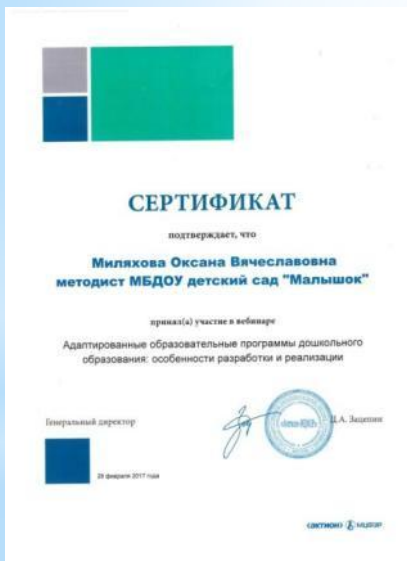 СЕРТИФИКАТ
подтверждает, что
Миляхова Оксана Вячеславовна
методист МБДОУ детский сад "Малышок"
принял(а) участие в вебинаре
Адаптированные образовательные программы дошкольного
образования: особенности разработки и реализации
Генеральный директор
Д.А. Зацепин
28 февраля 2017 года